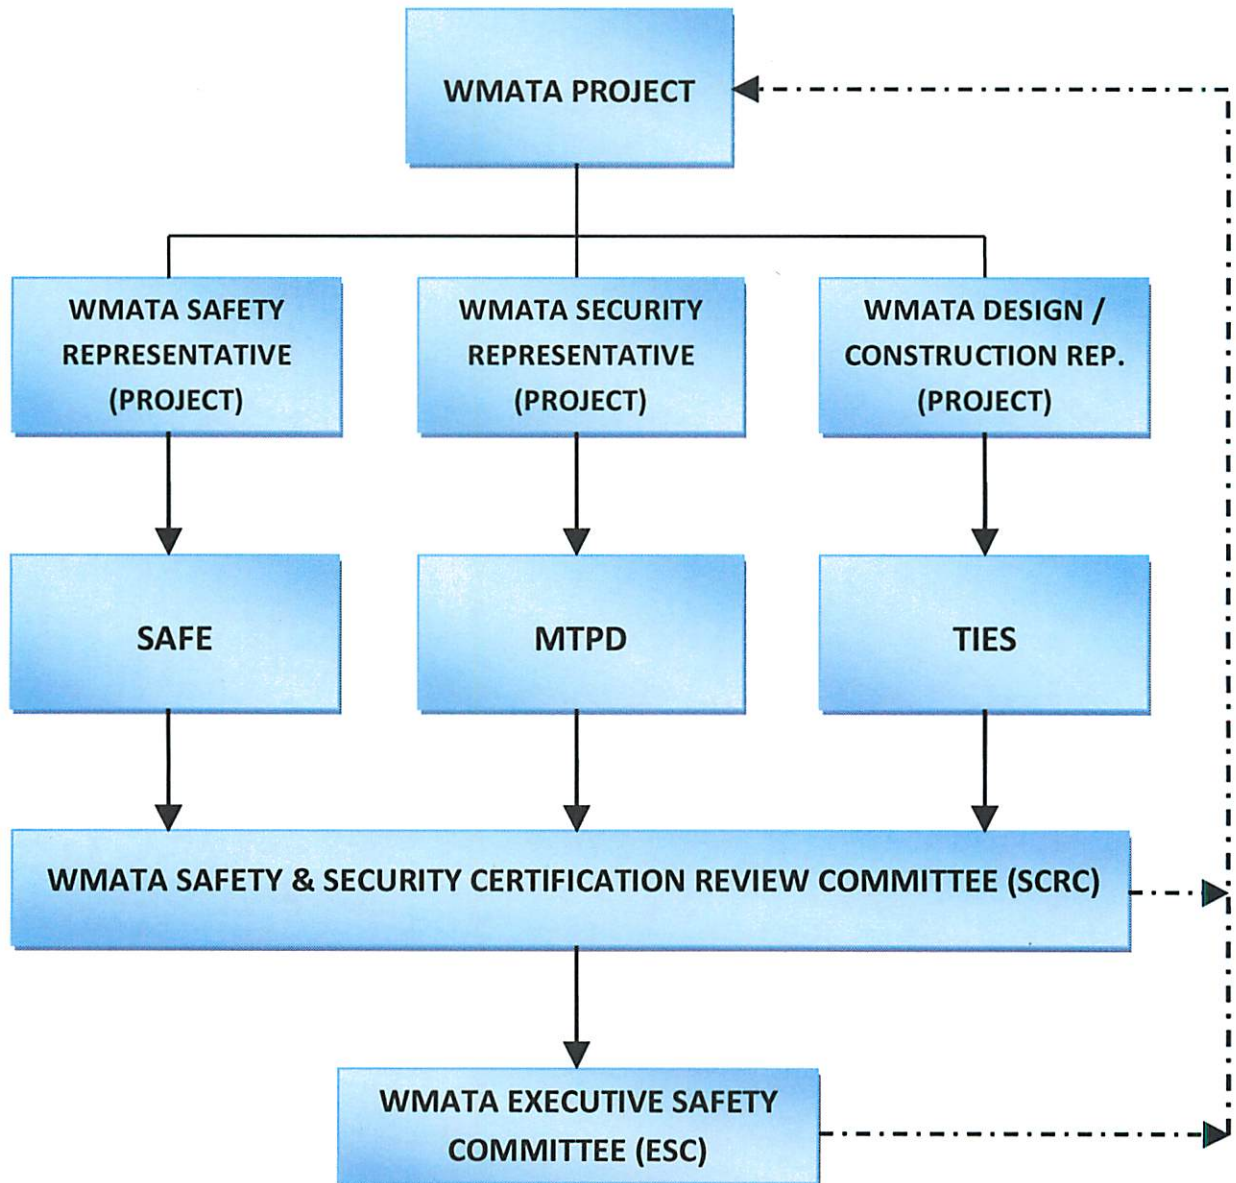 WMATA PROJECT
WMATA SAFETY
REPRESENTATIVE
(PROJECT)
WMATA SECURITY
REPRESENTATIVE
(PROJECT)
WMATA DESIGN /
CONSTRUCTION REP.
(PROJECT)
SAFE
MTPD
TIES
WMATA SAFETY & SECURITY CERTIFICATION REVIEW COMMITTEE (SCRC)
WMATA EXECUTIVE SAFETY
COMMITTEE (ESC)